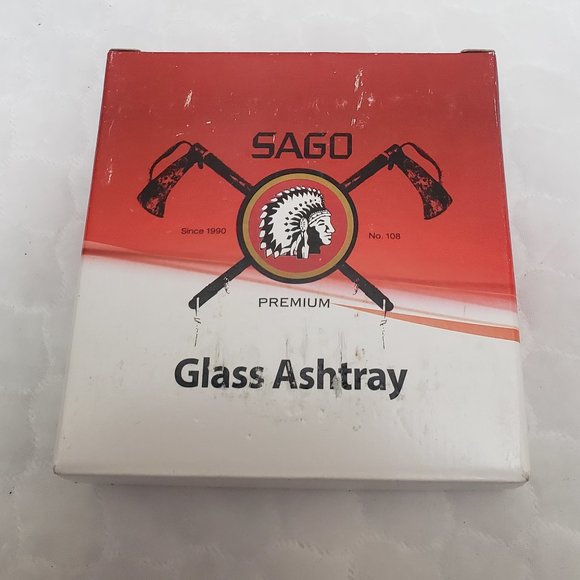 SAGO
Since 1990
No. 108
PREMIUM
Glass Ashtray